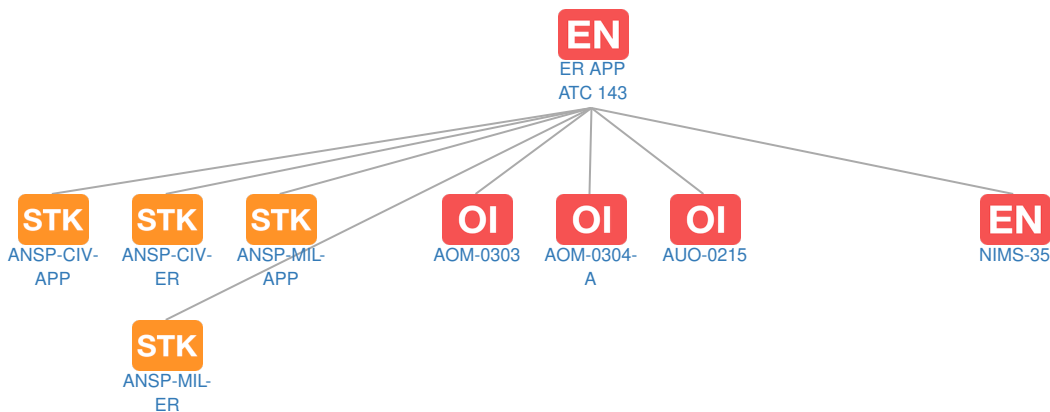 EN
ER APP
ATC 143
STK
STK
STK
OI
OI
OI
EN
ANSP-CIV-
APP
ANSP-CIV-
ER
ANSP-MIL-
APP
AOM-0303
AOM-0304-
A
AUO-0215
NIMS-35
STK
ANSP-MIL-
ER